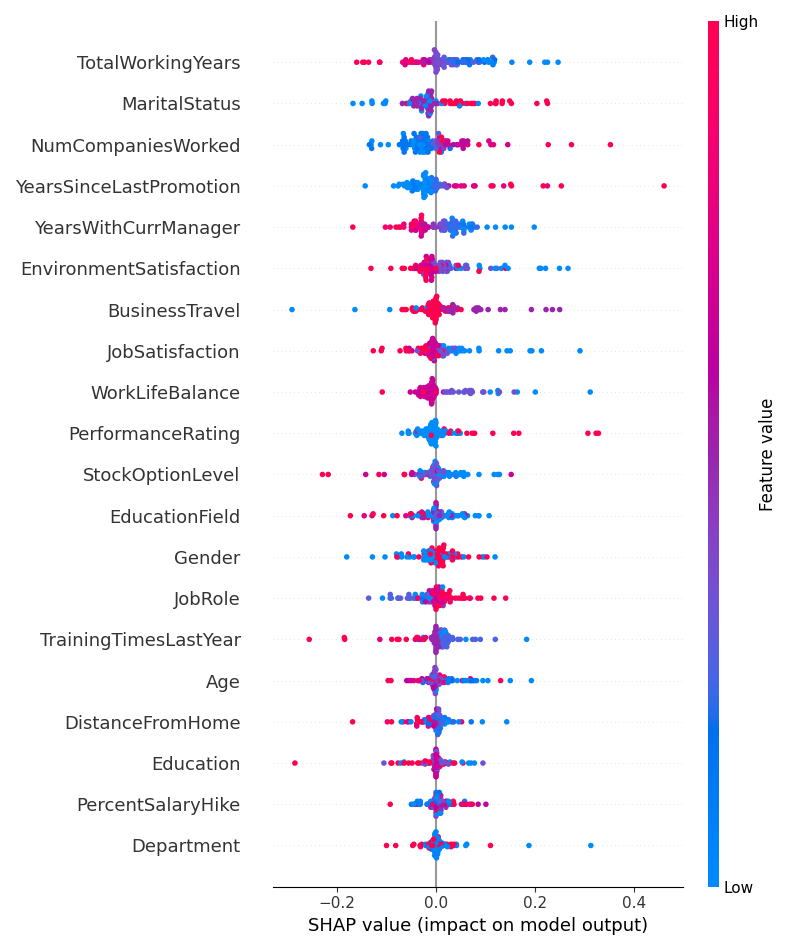 High
TotalWorkingYears
MaritalStatus
NumCompaniesWorked
YearsSinceLastPromotion
YearsWithCurrManager
EnvironmentSatisfaction
BusinessTravel
JobSatisfaction
WorkLifeBalance
PerformanceRating
StockOptionLevel
EducationField
Gender
JobRole
TrainingTimesLastYear
Age
DistanceFromHome
Education
PercentSalaryHike
Department
Feature value
Low
−0.2 0.0 0.2 0.4
SHAP value (impact on model output)